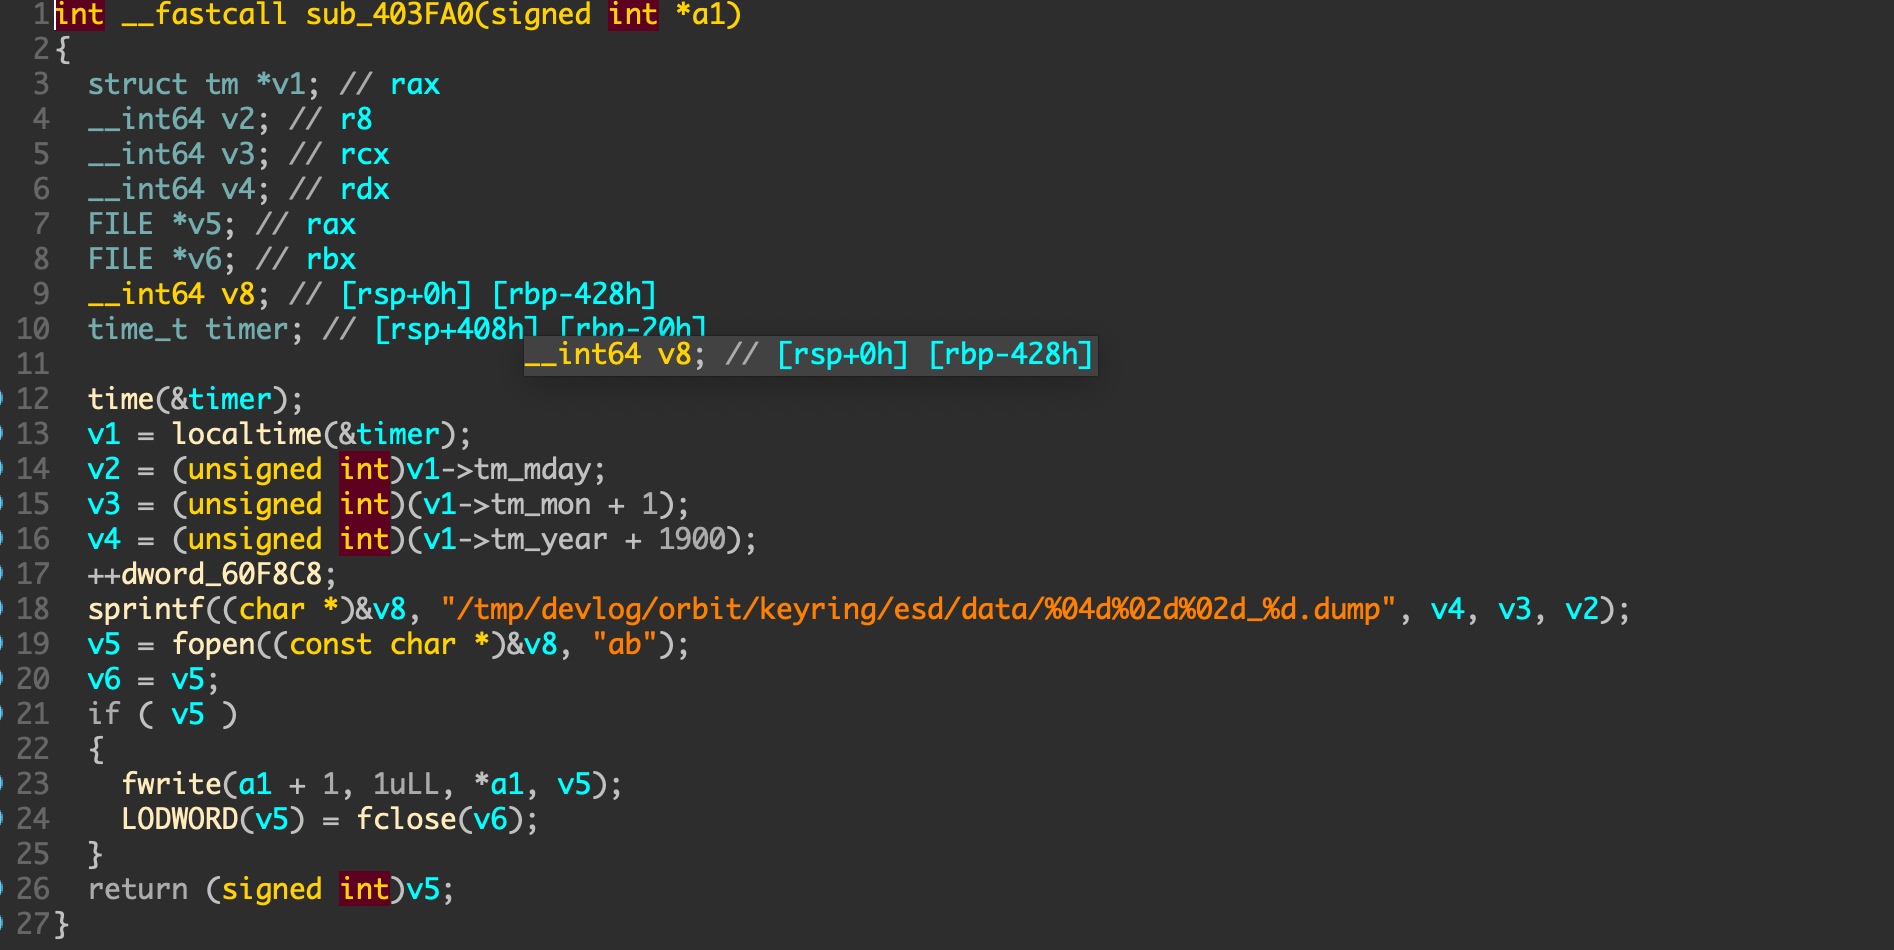 1 int __fastcall sub_403FA0(signed int *a1)
2 {
3   struct tm *v1; // rax
4   __int64 v2; // r8
5   __int64 v3; // rcx
6   __int64 v4; // rdx
7   FILE *v5; // rax
8   FILE *v6; // rbx
9   __int64 v8; // [rsp+0h] [rbp-428h]
10   time_t timer; // [rsp+408h] [rbp-20h]
__int64 v8; // [rsp+0h] [rbp-428h]
11
12   time(&timer);
13   v1 = localtime(&timer);
14   v2 = (unsigned int)v1->tm_mday;
15   v3 = (unsigned int)(v1->tm_mon + 1);
16   v4 = (unsigned int)(v1->tm_year + 1900);
17   ++dword_60F8C8;
18   sprintf((char *)&v8, "/tmp/devlog/orbit/keyring/esd/data/%04d%02d%02d_%d.dump", v4, v3, v2);
19   v5 = fopen((const char *)&v8, "ab");
20   v6 = v5;
21   if ( v5 )
22   {
23     fwrite(a1 + 1, 1uLL, *a1, v5);
24     LODWORD(v5) = fclose(v6);
25   }
26   return (signed int)v5;
27 }